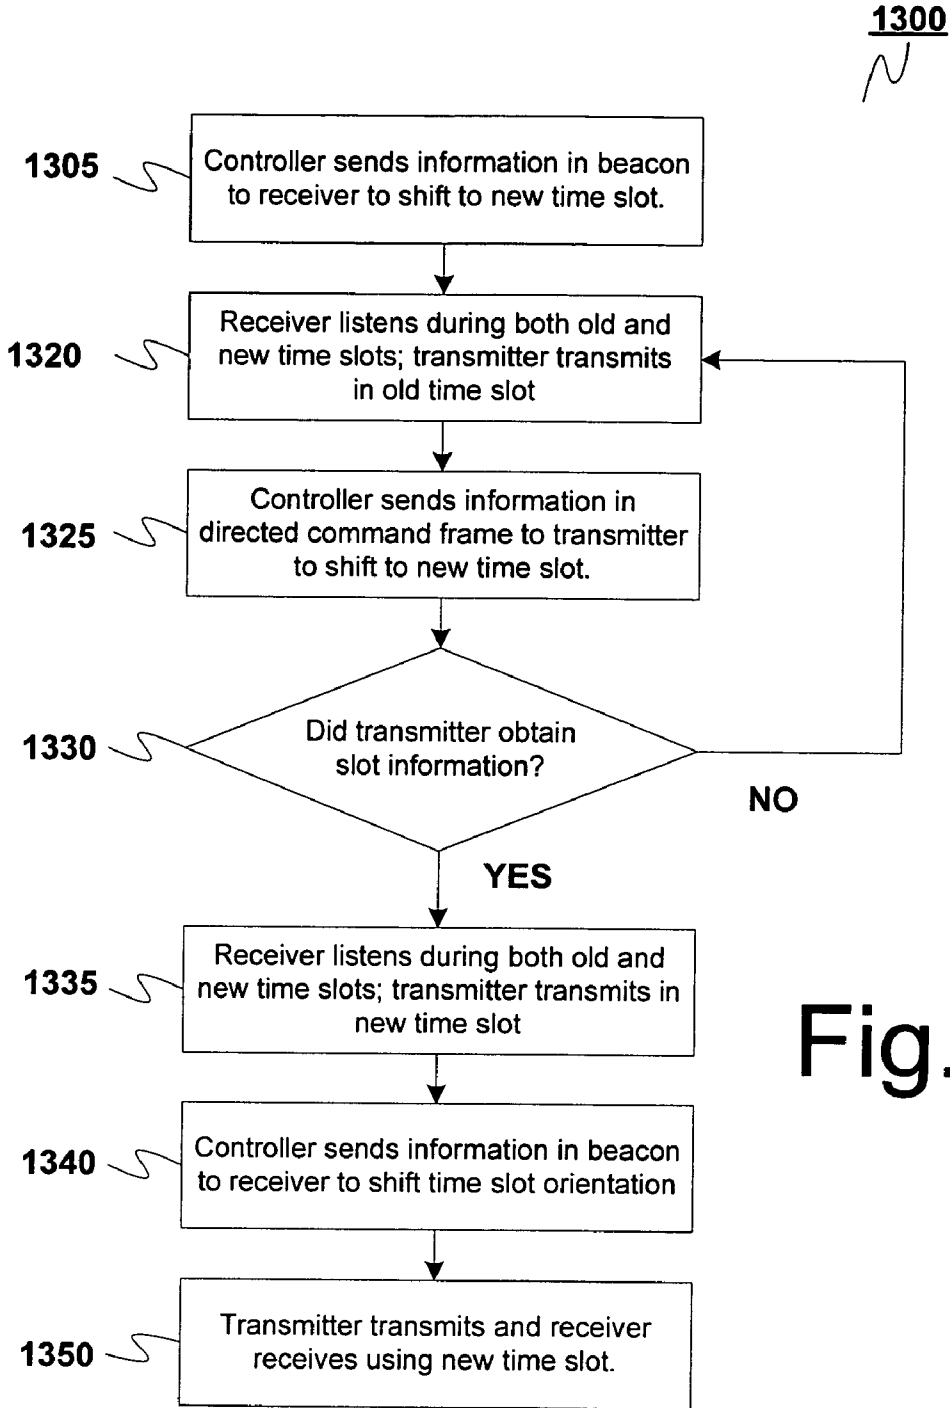 1300
1305
Controller sends information in beacon
to receiver to shift to new time slot.
1320
Receiver listens during both old and
new time slots; transmitter transmits
in old time slot
1325
Controller sends information in
directed command frame to transmitter
to shift to new time slot.
1330
Did transmitter obtain
slot information?
NO
YES
1335
Receiver listens during both old and
new time slots; transmitter transmits in
new time slot
Fig.
1340
Controller sends information in beacon
to receiver to shift time slot orientation
1350
Transmitter transmits and receiver
receives using new time slot.